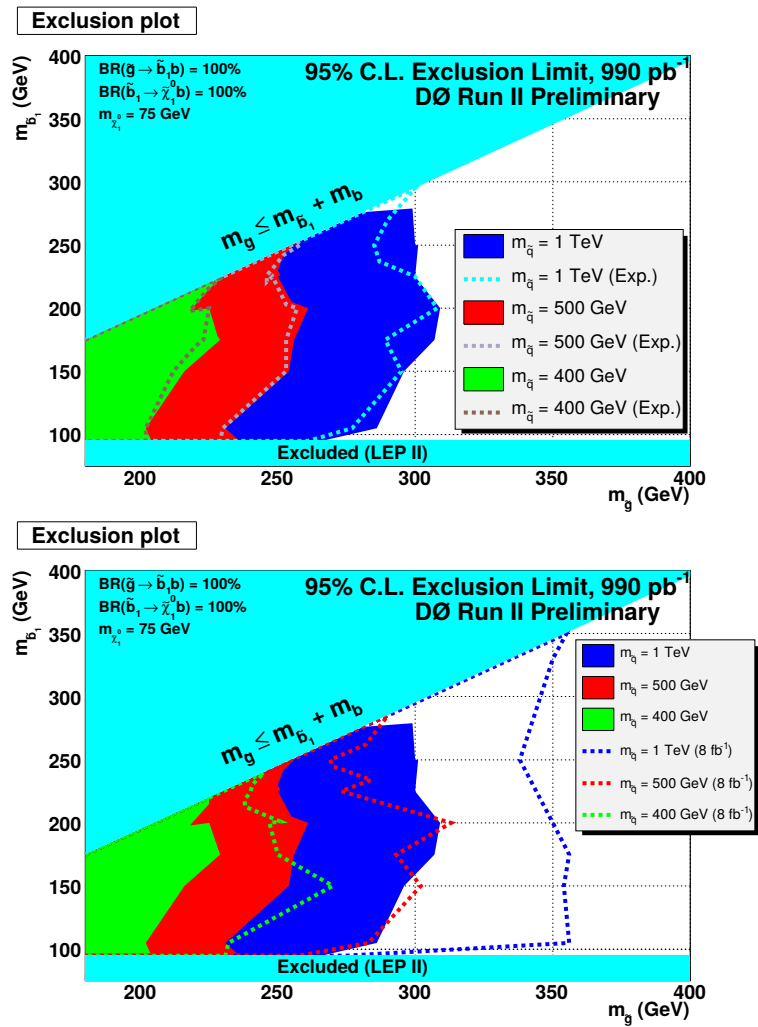 Exclusion plot
m_b̃₁ (GeV)
400
350
300
250
200
150
100
BR(g̃ → b̃₁b) = 100%
BR(b̃₁ → χ̃₁⁰b) = 100%
m_χ̃₁⁰ = 75 GeV
95% C.L. Exclusion Limit, 990 pb⁻¹
DØ Run II Preliminary
m_g ≤ m_b̃₁ + m_b
m_q̃ = 1 TeV
m_q̃ = 1 TeV (Exp.)
m_q̃ = 500 GeV
m_q̃ = 500 GeV (Exp.)
m_q̃ = 400 GeV
m_q̃ = 400 GeV (Exp.)
Excluded (LEP II)
200 250 300 350 400
m_g̃ (GeV)
Exclusion plot
m_b̃₁ (GeV)
400
350
300
250
200
150
100
BR(g̃ → b̃₁b) = 100%
BR(b̃₁ → χ̃₁⁰b) = 100%
m_χ̃₁⁰ = 75 GeV
95% C.L. Exclusion Limit, 990 pb⁻¹
DØ Run II Preliminary
m_g ≤ m_b̃₁ + m_b
m_q̃ = 1 TeV
m_q̃ = 500 GeV
m_q̃ = 400 GeV
m_q̃ = 1 TeV (8 fb⁻¹)
m_q̃ = 500 GeV (8 fb⁻¹)
m_q̃ = 400 GeV (8 fb⁻¹)
Excluded (LEP II)
200 250 300 350 400
m_g̃ (GeV)